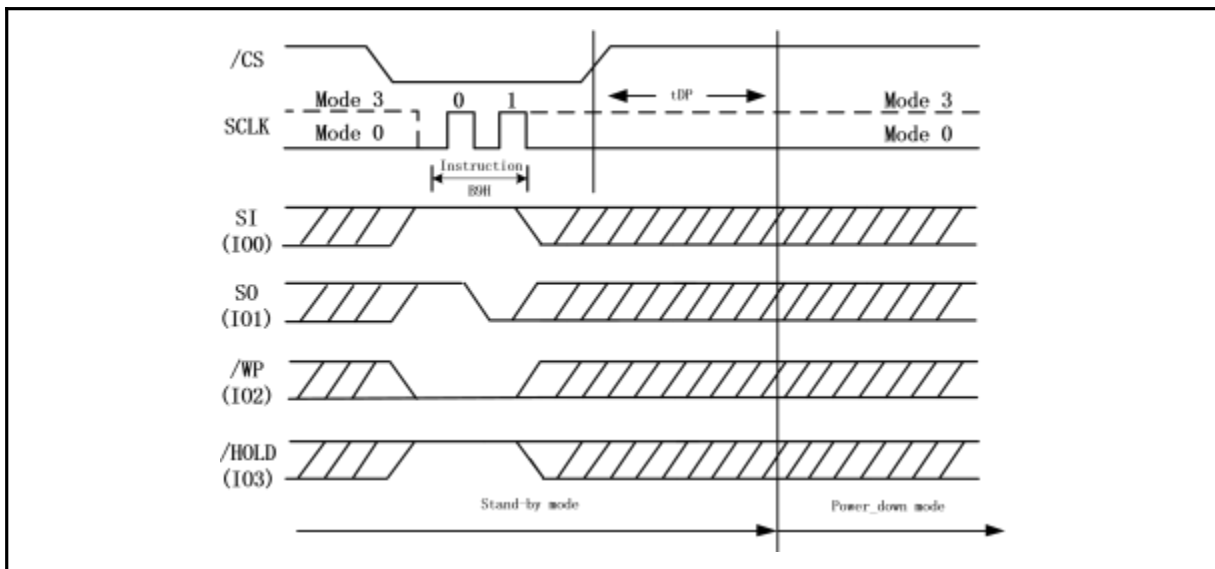 /CS
tDP
Mode 3 0 1 Mode 3
SCLK
Mode 0 Mode 0
Instruction
B9H
SI
(IO0)
SO
(IO1)
/WP
(IO2)
/HOLD
(IO3)
Stand-by mode Power_down mode